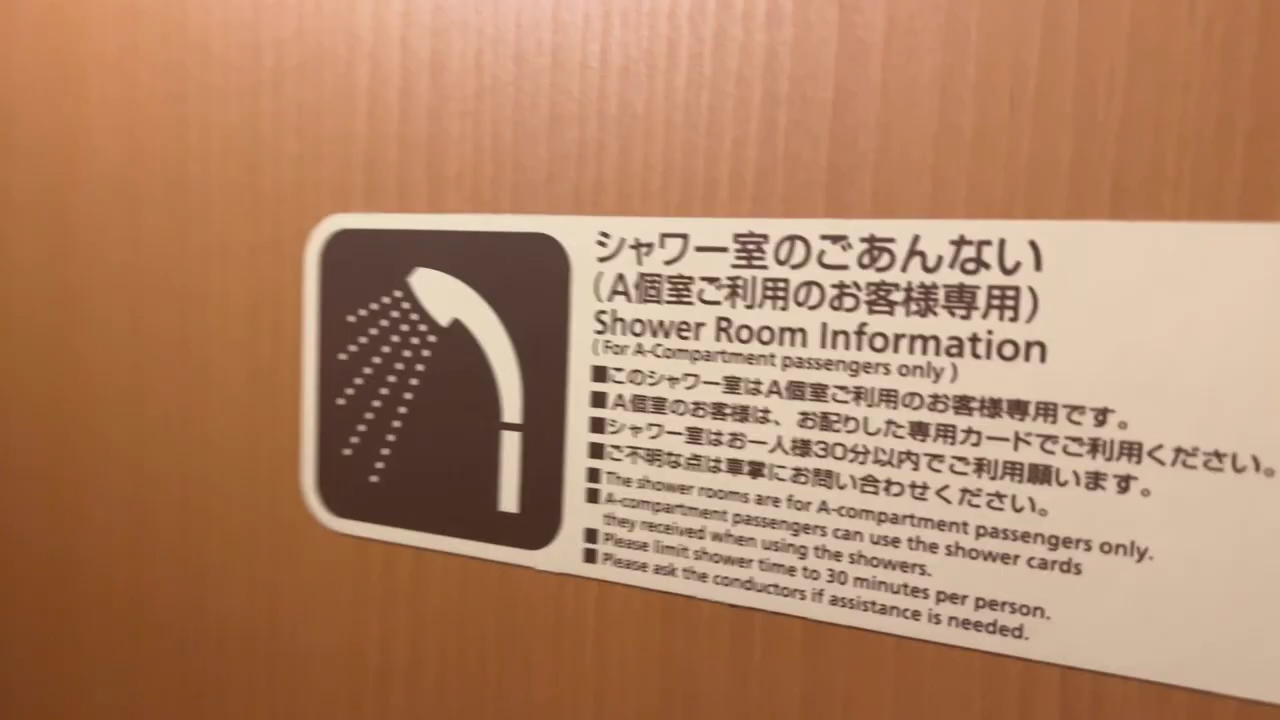 シャワー室のごあんない
（A個室ご利用のお客様専用）
Shower Room Information
( For A-Compartment passengers only )
■このシャワー室はA個室ご利用のお客様専用です。
■A個室のお客様は、お配りした専用カードでご利用ください。
■シャワー室はお一人様30分以内でご利用願います。
■ご不明な点は車掌にお問い合わせください。
■The shower rooms are for A-compartment passengers only.
■A-compartment passengers can use the shower cards
they received when using the showers.
■Please limit shower time to 30 minutes per person.
■Please ask the conductors if assistance is needed.